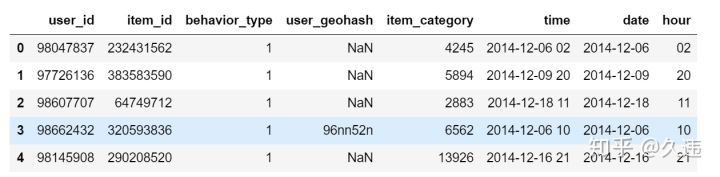 user_id item_id behavior_type user_geohash item_category time date hour
0 98047837 232431562 1 NaN 4245 2014-12-06 02 2014-12-06 02
1 97726136 383583590 1 NaN 5894 2014-12-09 20 2014-12-09 20
2 98607707 64749712 1 NaN 2883 2014-12-18 11 2014-12-18 11
3 98662432 320593836 1 96nn52n 6562 2014-12-06 10 2014-12-06 10
4 98145908 290208520 1 NaN 13926 2014-12-16 21 2014-12-16 21
知乎 @久违